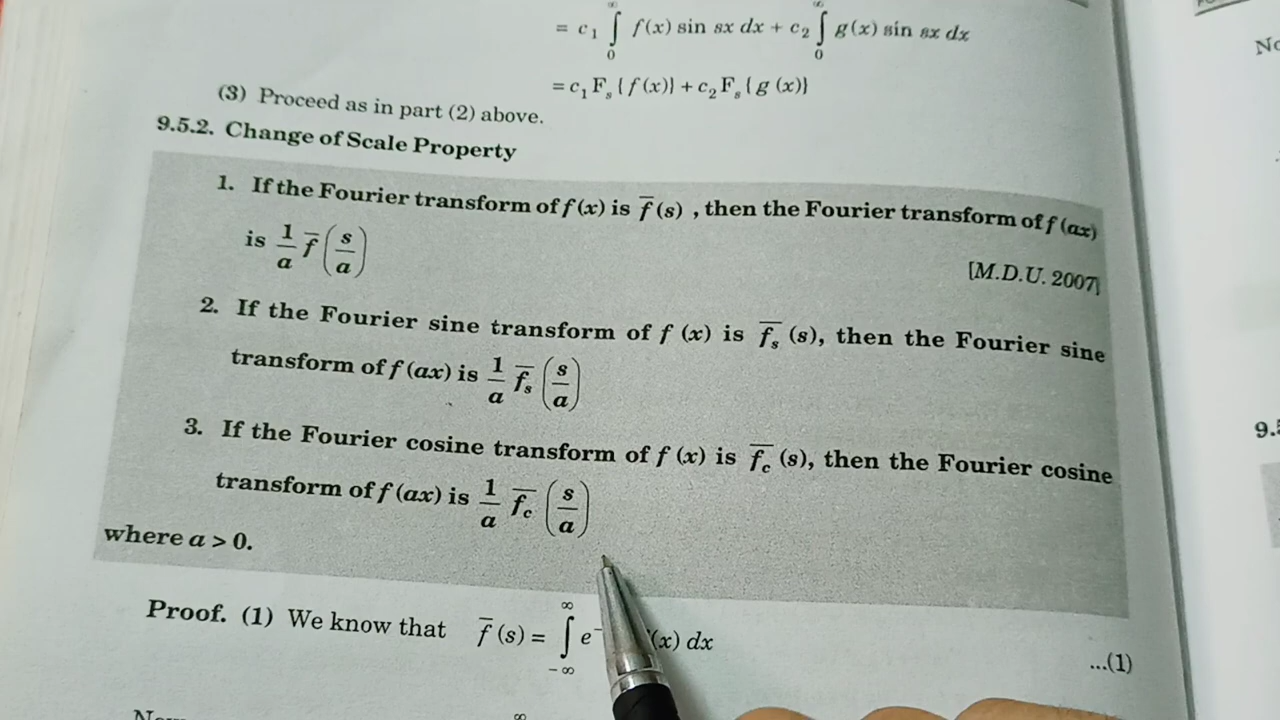 = c₁ ∫₀^∞ f(x) sin sx dx + c₂ ∫₀^∞ g(x) sin sx dx
= c₁ Fₛ {f(x)} + c₂ Fₛ {g (x)}
(3) Proceed as in part (2) above.
9.5.2. Change of Scale Property
1. If the Fourier transform of f(x) is f̅(s) , then the Fourier transform of f(ax)
is 1/a f̅(s/a)
[M.D.U. 2007]
2. If the Fourier sine transform of f (x) is f̅ₛ (s), then the Fourier sine
transform of f (ax) is 1/a f̅ₛ (s/a)
3. If the Fourier cosine transform of f (x) is f̅_c (s), then the Fourier cosine
transform of f (ax) is 1/a f̅_c (s/a)
where a > 0.
Proof. (1) We know that f̅ (s) = ∫₋∞^∞ e⁻ (x) dx ...(1)
∞
9.